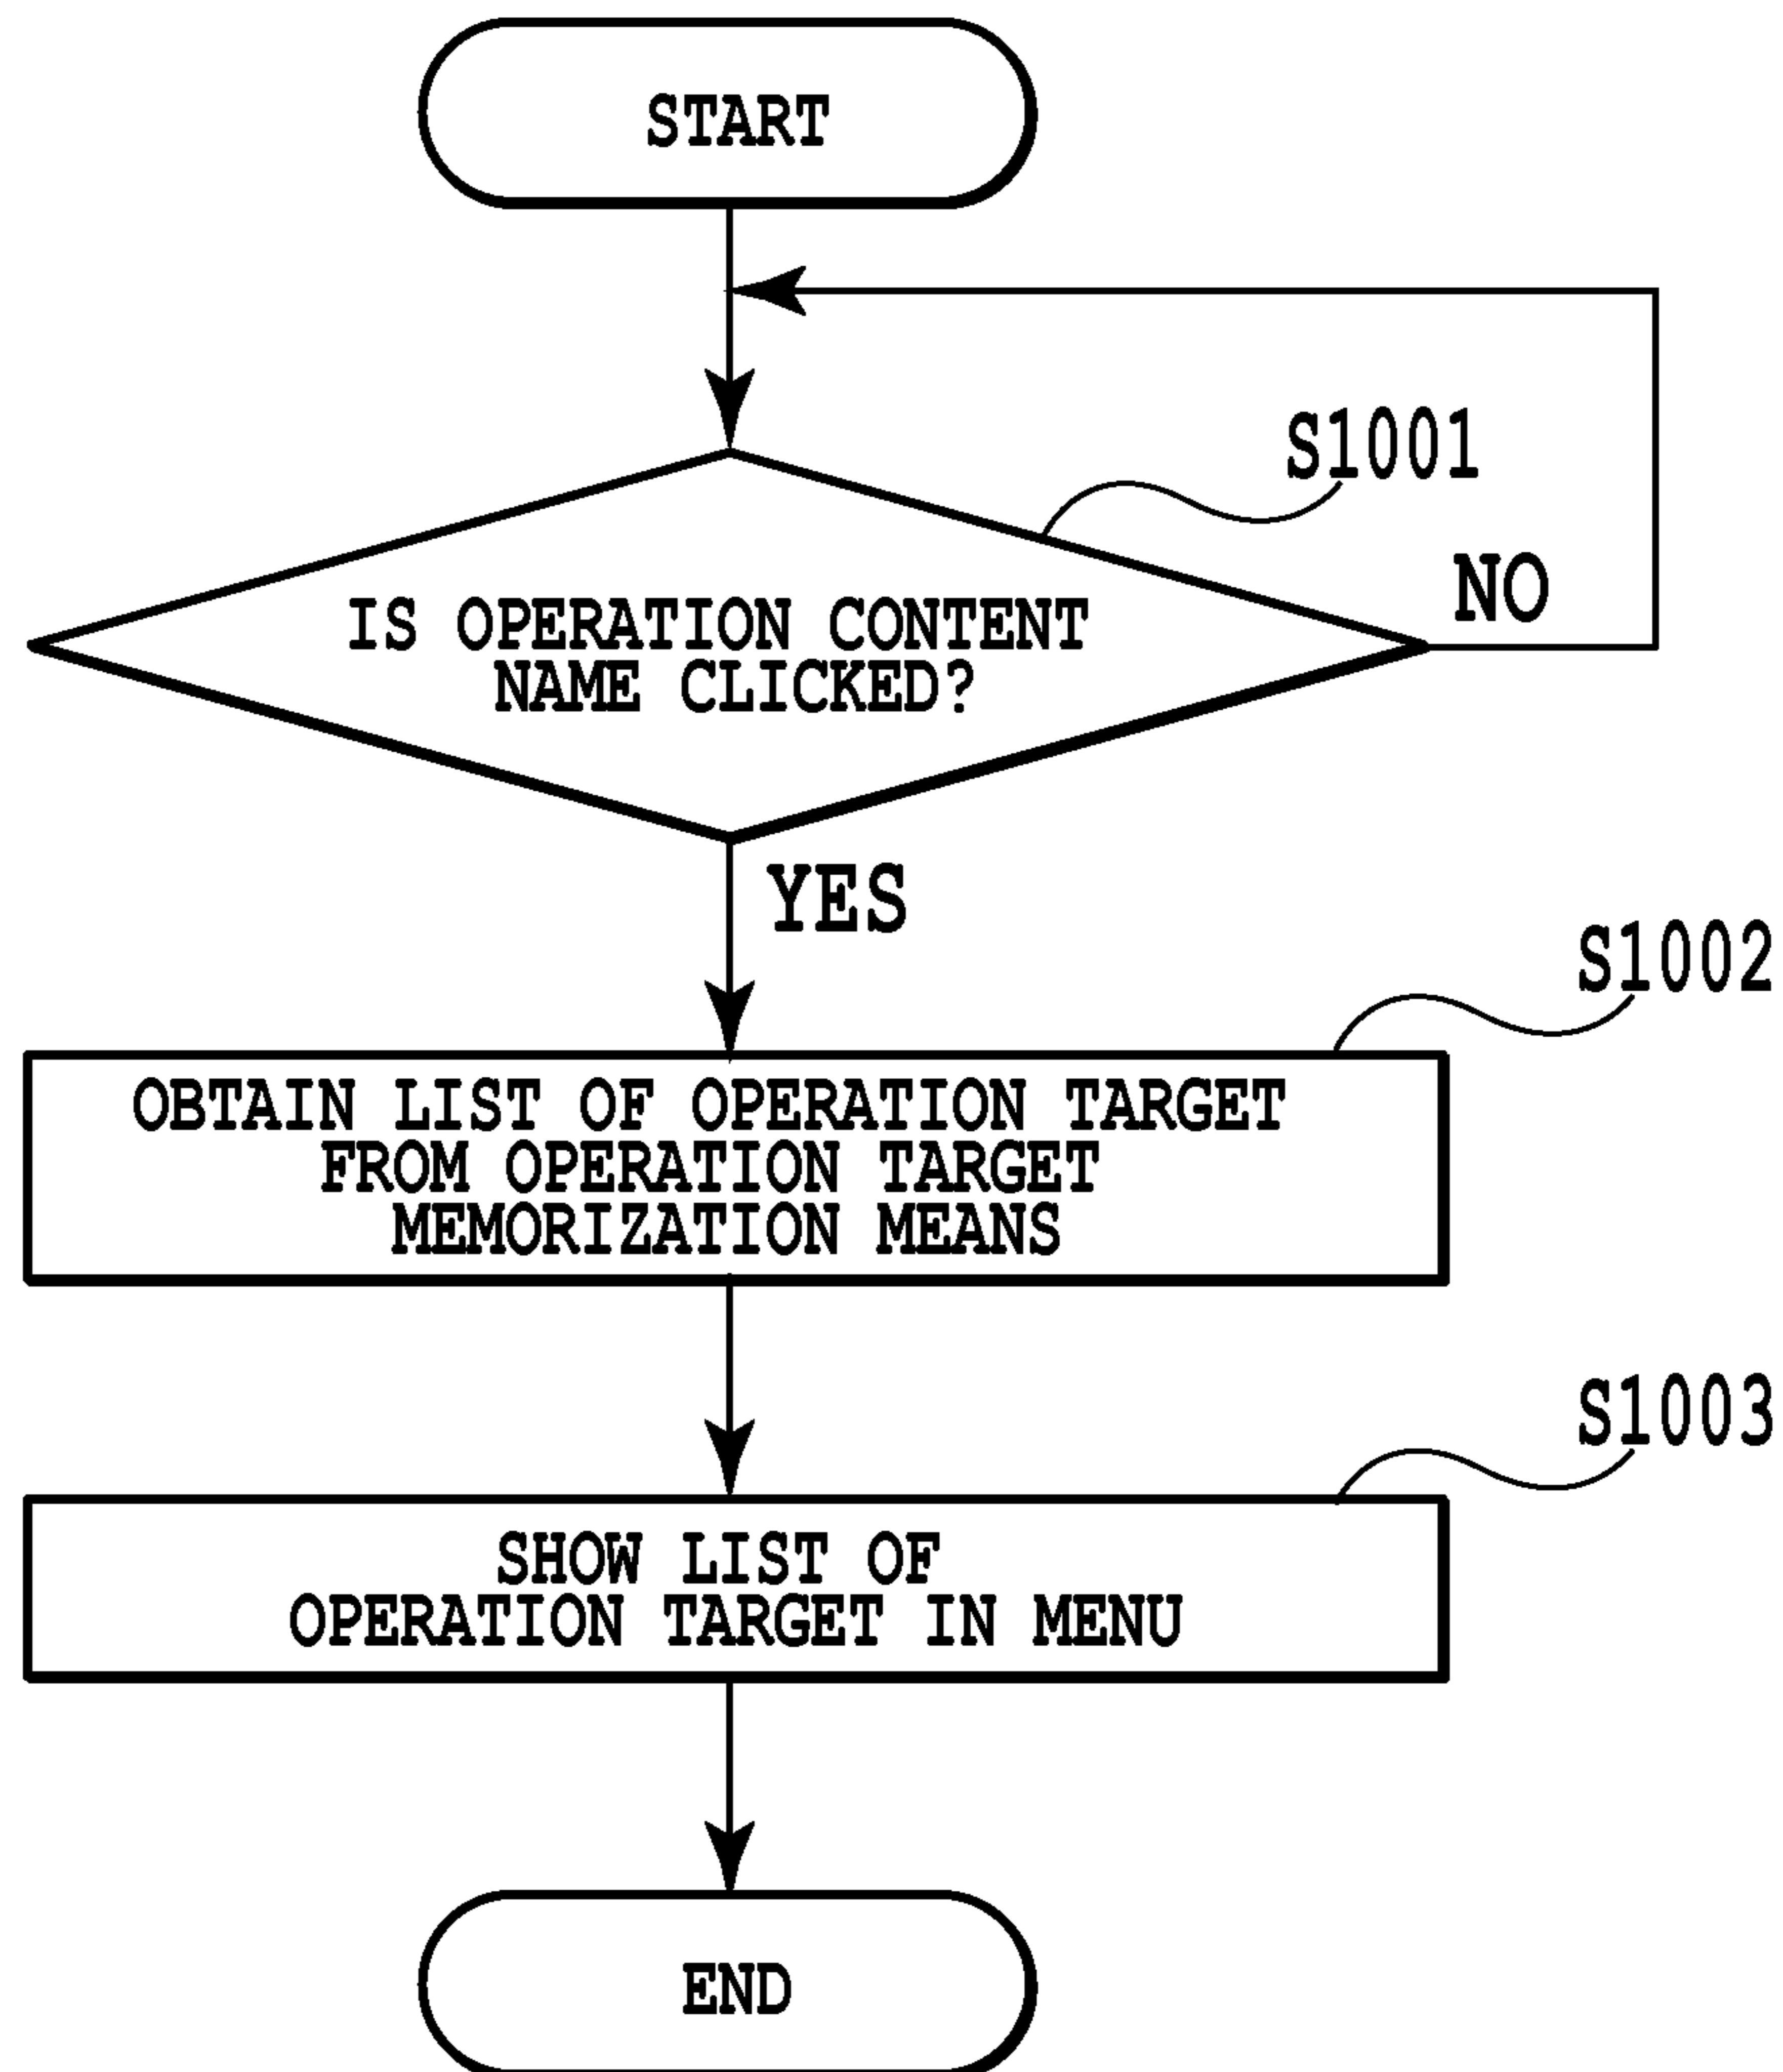 START
S1001
NO
IS OPERATION CONTENT
NAME CLICKED?
YES
S1002
OBTAIN LIST OF OPERATION TARGET
FROM OPERATION TARGET
MEMORIZATION MEANS
S1003
SHOW LIST OF
OPERATION TARGET IN MENU
END